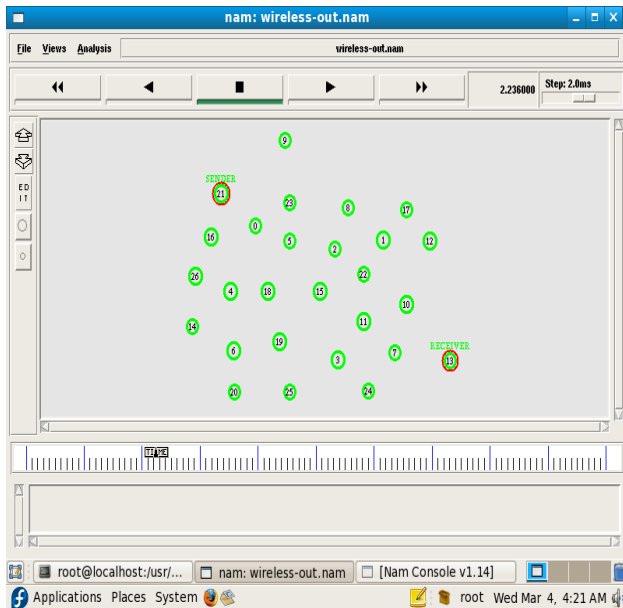 nam: wireless-out.nam
File Views Analysis wireless-out.nam
2.236000 Step: 2.0ms
ED
IT
9
SENDER
21
23
8
17
0
16
5
2
1
12
26
22
4
18
15
10
14
11
19
6
RECEIVER
3
7
13
20
25
24
TIME
root@localhost:/usr/... nam: wireless-out.nam [Nam Console v1.14]
Applications Places System root Wed Mar 4, 4:21 AM